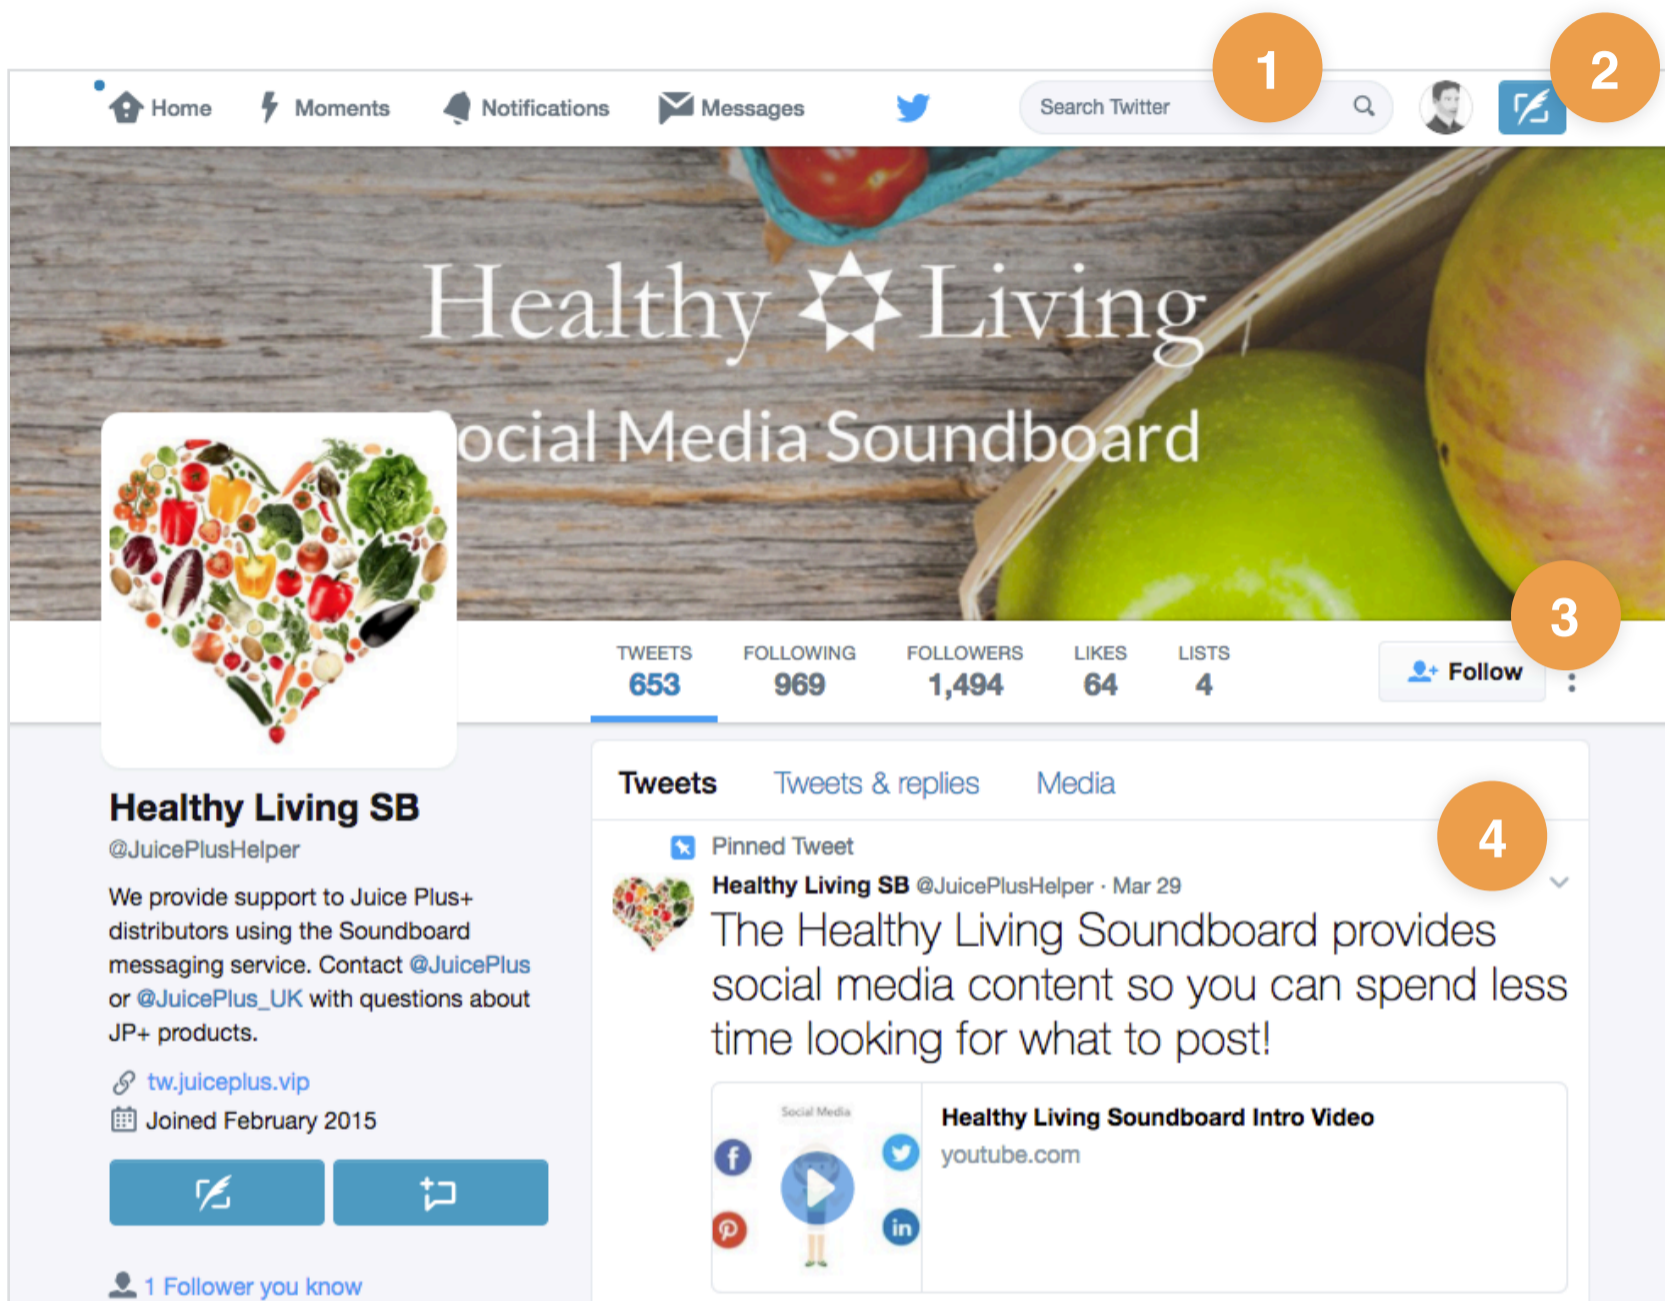 1
2
Home
Moments
Notifications
Messages
Search Twitter
Healthy Living
ocial Media Soundboard
3
TWEETS
653
FOLLOWING
969
FOLLOWERS
1,494
LIKES
64
LISTS
4
Follow
Healthy Living SB
@JuicePlusHelper
We provide support to Juice Plus+
distributors using the Soundboard
messaging service. Contact @JuicePlus
or @JuicePlus_UK with questions about
JP+ products.
tw.juiceplus.vip
Joined February 2015
1 Follower you know
Tweets
Tweets & replies
Media
4
Pinned Tweet
Healthy Living SB @JuicePlusHelper · Mar 29
The Healthy Living Soundboard provides
social media content so you can spend less
time looking for what to post!
Social Media
f
in
Healthy Living Soundboard Intro Video
youtube.com